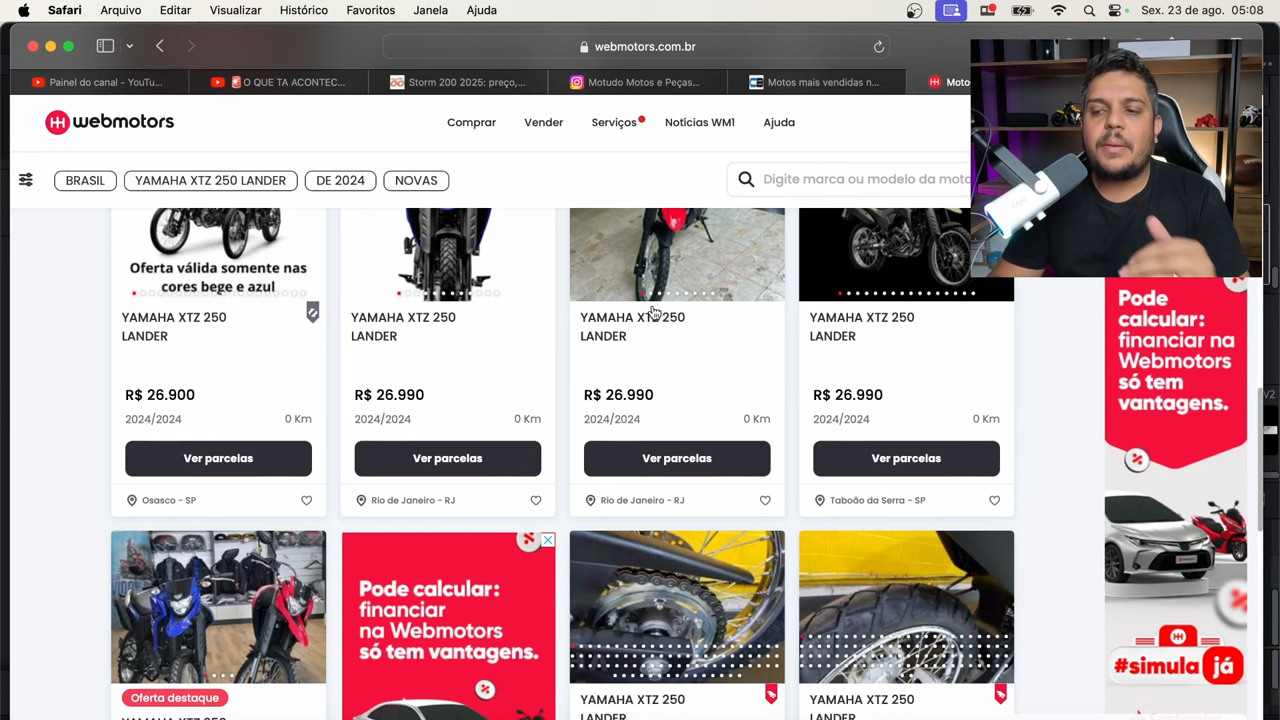 Safari Arquivo Editar Visualizar Histórico Favoritos Janela Ajuda Sex. 23 de ago. 05:08
webmotors.com.br
Painel do canal - YouTu... O QUE TA ACONTEC... Storm 200 2025: preço,... Motudo Motos e Peças... Motos mais vendidas n... Motos
webmotors Comprar Vender Serviços Notícias WM1 Ajuda
BRASIL YAMAHA XTZ 250 LANDER DE 2024 NOVAS Digite marca ou modelo da moto
Oferta válida somente nas
cores bege e azul
YAMAHA XTZ 250
LANDER
R$ 26.900
2024/2024 0 Km
Ver parcelas
Osasco - SP
YAMAHA XTZ 250
LANDER
R$ 26.990
2024/2024 0 Km
Ver parcelas
Rio de Janeiro - RJ
YAMAHA XTZ 250
LANDER
R$ 26.990
2024/2024 0 Km
Ver parcelas
Rio de Janeiro - RJ
YAMAHA XTZ 250
LANDER
R$ 26.990
2024/2024 0 Km
Ver parcelas
Taboão da Serra - SP
Pode
calcular:
financiar na
Webmotors
só tem
vantagens.
#simula já
Santander
Oferta destaque
YAMAHA XTZ 250
Pode calcular:
financiar
na Webmotors
só tem vantagens.
YAMAHA XTZ 250
LANDER
YAMAHA XTZ 250
LANDER